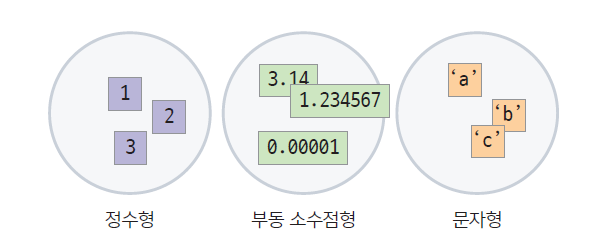 1
2
3
정수형
3.14
1.234567
0.00001
부동 소수점형
‘a’
‘b’
‘c’
문자형